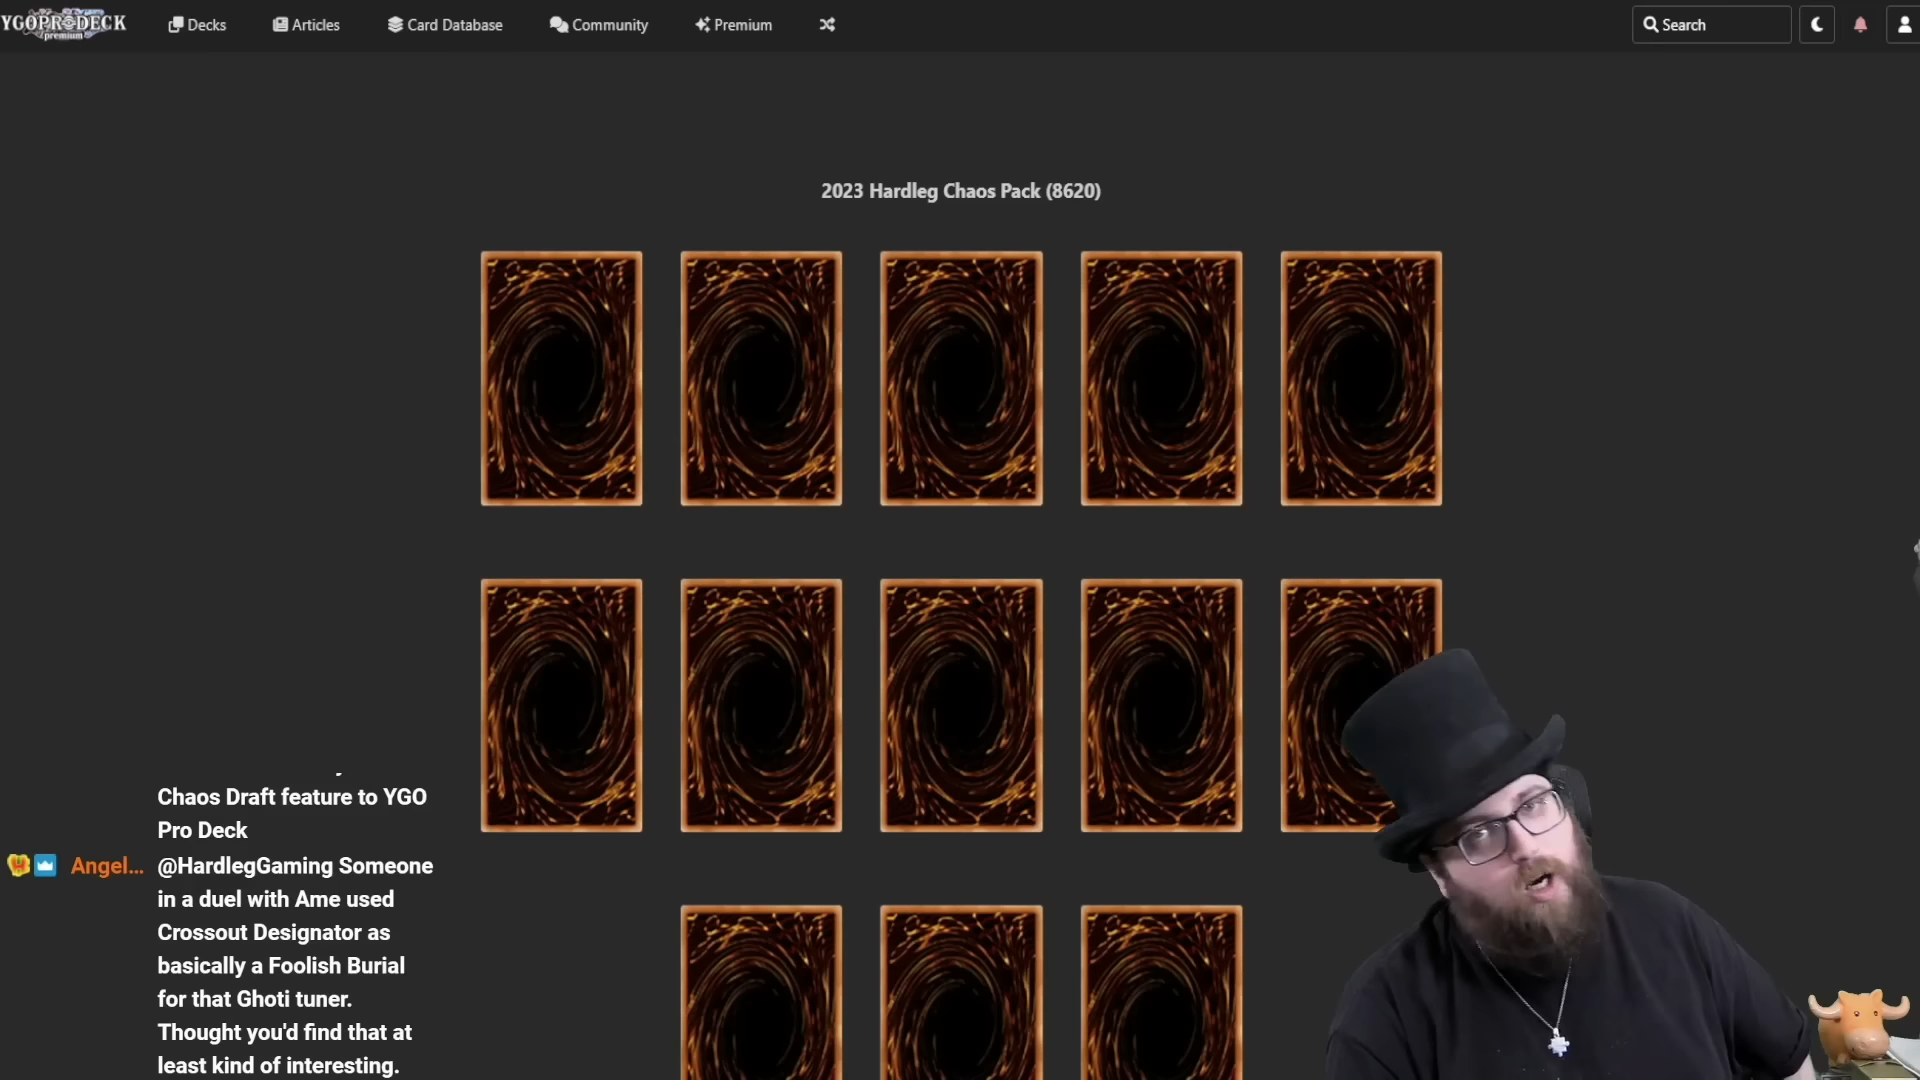 YGOPRODECK
premium
Decks
Articles
Card Database
Community
Premium
Search
2023 Hardleg Chaos Pack (8620)
Chaos Draft feature to YGO
Pro Deck
Angel... @HardlegGaming Someone
in a duel with Ame used
Crossout Designator as
basically a Foolish Burial
for that Ghoti tuner.
Thought you'd find that at
least kind of interesting.